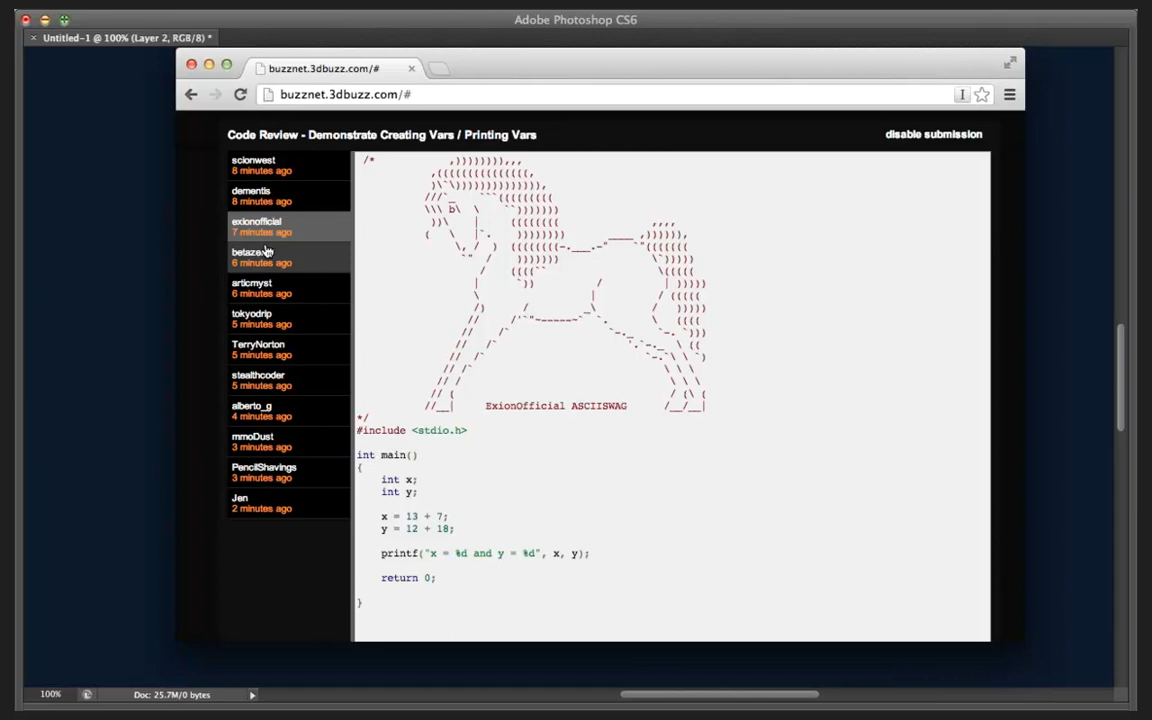 Adobe Photoshop CS6
Untitled-1 @ 100% (Layer 2, RGB/8) *
buzznet.3dbuzz.com/#
buzznet.3dbuzz.com/#
Code Review - Demonstrate Creating Vars / Printing Vars
disable submission
scionwest
8 minutes ago
dementis
8 minutes ago
exionofficial
7 minutes ago
6 minutes ago
articmyst
6 minutes ago
tokyodrip
5 minutes ago
TerryNorton
5 minutes ago
stealthcoder
5 minutes ago
alberto_g
4 minutes ago
mmoDust
3 minutes ago
PencilShavings
3 minutes ago
Jen
2 minutes ago
/*
ExionOfficial ASCIISWAG
*/
#include <stdio.h>
int main()
{
int x;
int y;
x = 13 + 7;
y = 12 + 18;
printf("x = %d and y = %d", x, y);
return 0;
}
100%
Doc: 25.7M/0 bytes